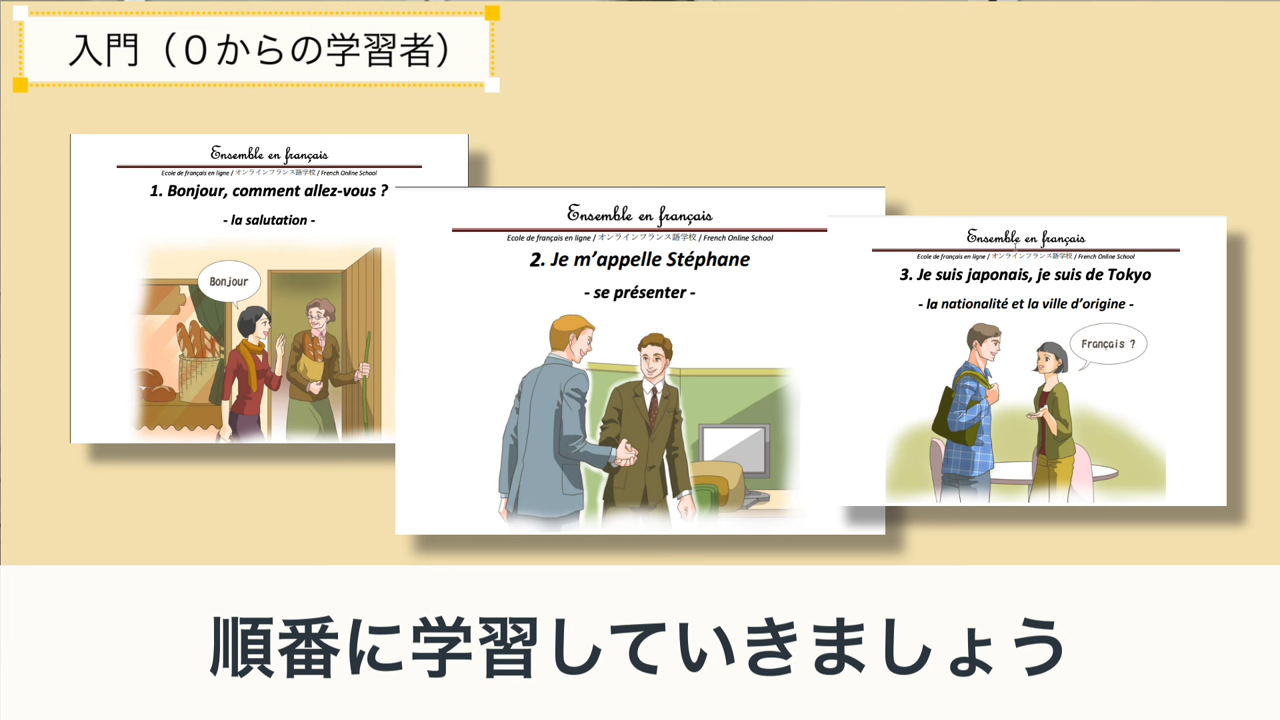 入門（０からの学習者）
Ensemble en français
Ecole de français en ligne / オンラインフランス語学校 / French Online School
1. Bonjour, comment allez-vous ?
- la salutation -
Bonjour
Ensemble en français
Ecole de français en ligne / オンラインフランス語学校 / French Online School
2. Je m’appelle Stéphane
- se présenter -
Ensemble en français
Ecole de français en ligne / オンラインフランス語学校 / French Online School
3. Je suis japonais, je suis de Tokyo
- la nationalité et la ville d’origine -
Français ?
順番に学習していきましょう